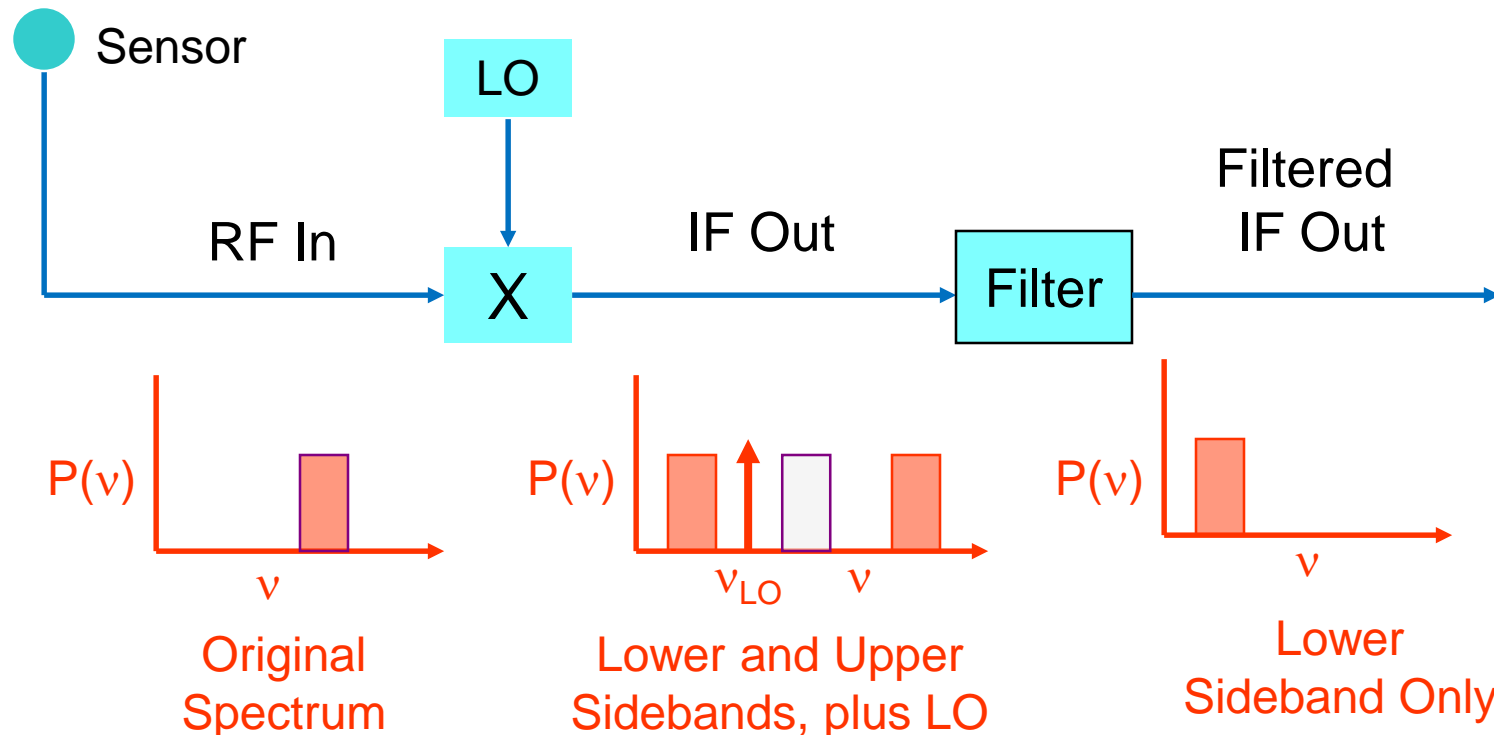 Sensor
LO
RF In
X
IF Out
Filter
Filtered
IF Out
P(ν)
ν
Original
Spectrum
P(ν)
νLO
ν
Lower and Upper
Sidebands, plus LO
P(ν)
ν
Lower
Sideband Only